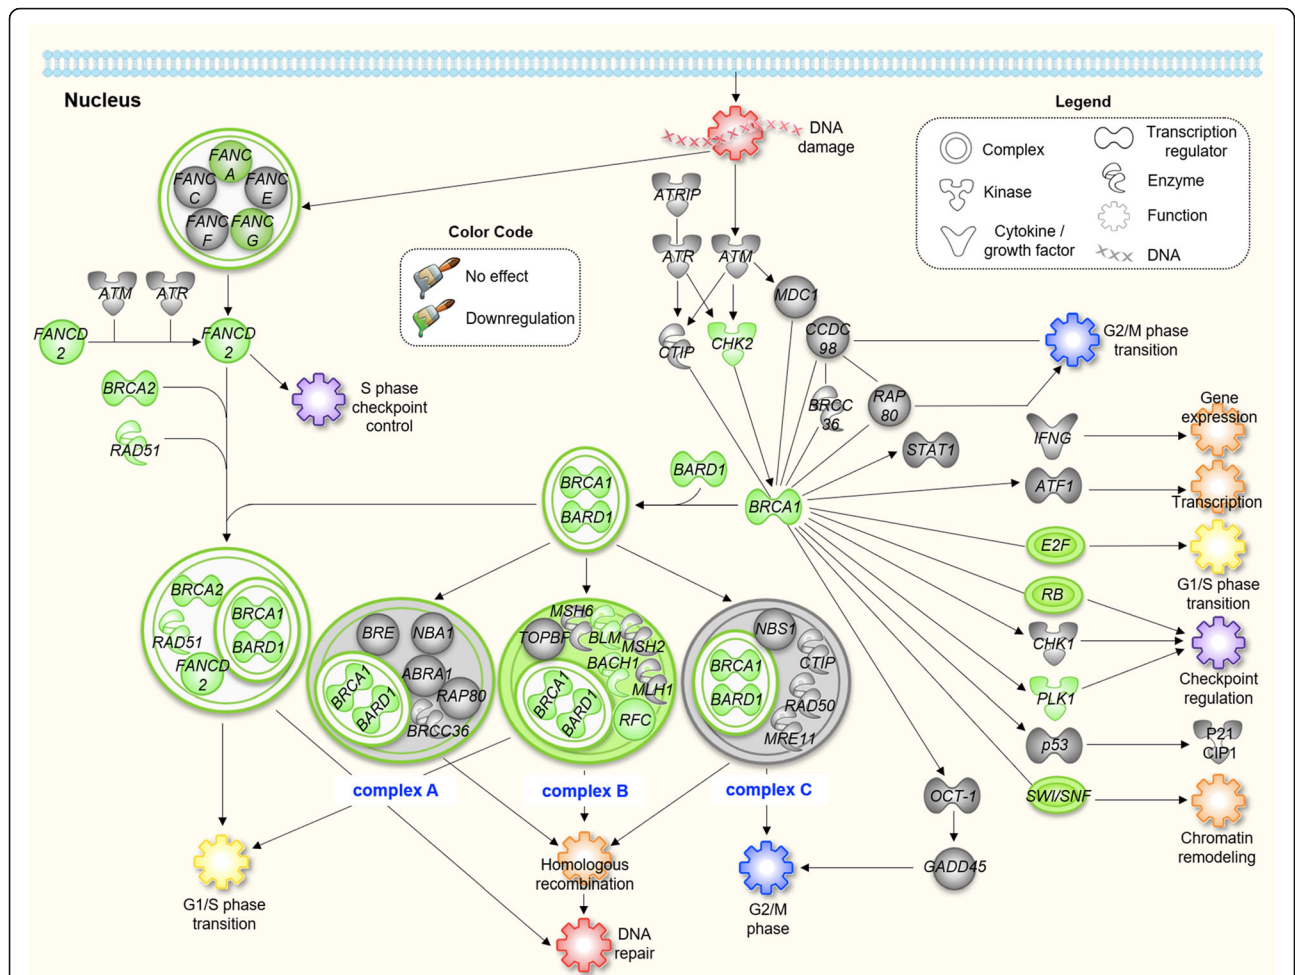 Nucleus
DNA
damage
Legend
Complex
Kinase
Cytokine /
growth factor
Transcription
regulator
Enzyme
Function
DNA
Color Code
No effect
Downregulation
FANC
A
FANC
C
FANC
E
FANC
F
FANC
G
ATM
ATR
FANCD
2
FANCD
2
BRCA2
RAD51
S phase
checkpoint
control
ATRIP
ATR
ATM
MDC1
CTIP
CHK2
CCDC
98
BRCC
36
RAP
80
G2/M phase
transition
STAT1
IFNG
Gene
expression
ATF1
Transcription
E2F
G1/S phase
transition
RB
CHK1
PLK1
Checkpoint
regulation
p53
P21
CIP1
SWI/SNF
Chromatin
remodeling
OCT-1
GADD45
BARD1
BRCA1
BRCA1
BARD1
BRCA2
RAD51
FANCD
2
BRCA1
BARD1
BRE
NBA1
ABRA1
RAP80
BRCC36
BRCA1
BARD1
MSH6
TOPBP
BLM
MSH2
BACH1
MLH1
RFC
BRCA1
BARD1
NBS1
CTIP
RAD50
MRE11
BRCA1
BARD1
complex A
complex B
complex C
G1/S phase
transition
Homologous
recombination
DNA
repair
G2/M
phase